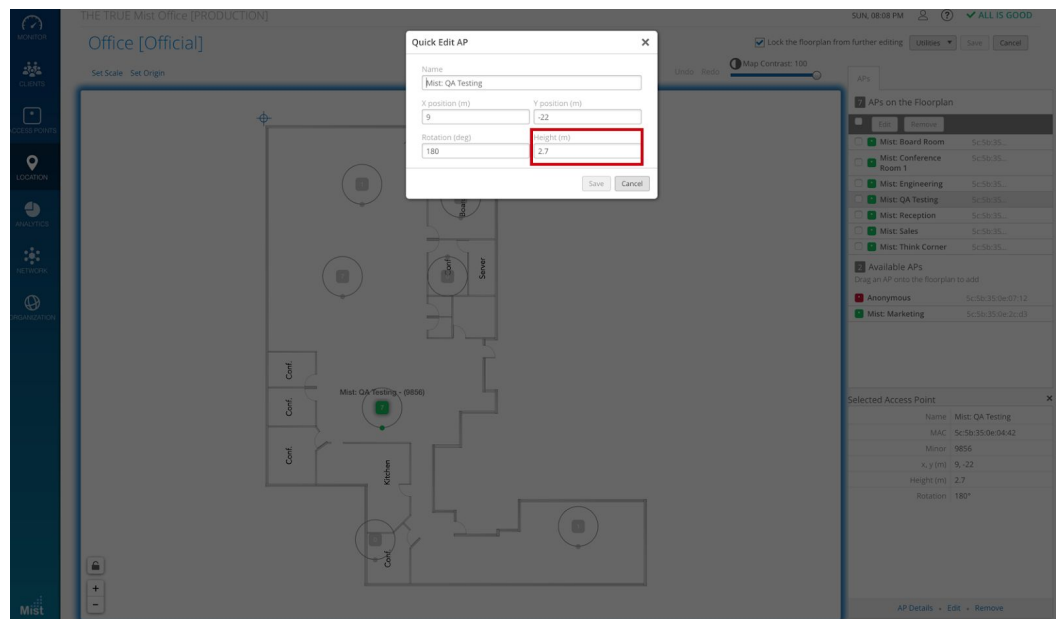 THE TRUE Mist Office [PRODUCTION]
SUN, 08:08 PM ? ✓ ALL IS GOOD
MONITOR
CLIENTS
ACCESS POINTS
LOCATION
ANALYTICS
NETWORK
ORGANIZATION
Mist
Office [Official]
Lock the floorplan from further editing Utilities Save Cancel
Set Scale Set Origin
Undo Redo Map Contrast: 100
Quick Edit AP ×
Name
Mist: QA Testing
X position (m) Y position (m)
9 -22
Rotation (deg) Height (m)
180 2.7
Save Cancel
Conf.
Server
Conf.
Conf.
Conf.
Mist: QA Testing - (9856)
Kitchen
Conf.
+
-
APs
7 APs on the Floorplan
Edit Remove
Mist: Board Room 5c:5b:35...
Mist: Conference Room 1 5c:5b:35...
Mist: Engineering 5c:5b:35...
Mist: QA Testing 5c:5b:35...
Mist: Reception 5c:5b:35...
Mist: Sales 5c:5b:35...
Mist: Think Corner 5c:5b:35...
2 Available APs
Drag an AP onto the floorplan to add
Anonymous 5c:5b:35:0e:07:12
Mist: Marketing 5c:5b:35:0e:2c:d3
Selected Access Point ×
Name Mist: QA Testing
MAC 5c:5b:35:0e:04:42
Minor 9856
x, y (m) 9, -22
Height (m) 2.7
Rotation 180°
AP Details - Edit - Remove